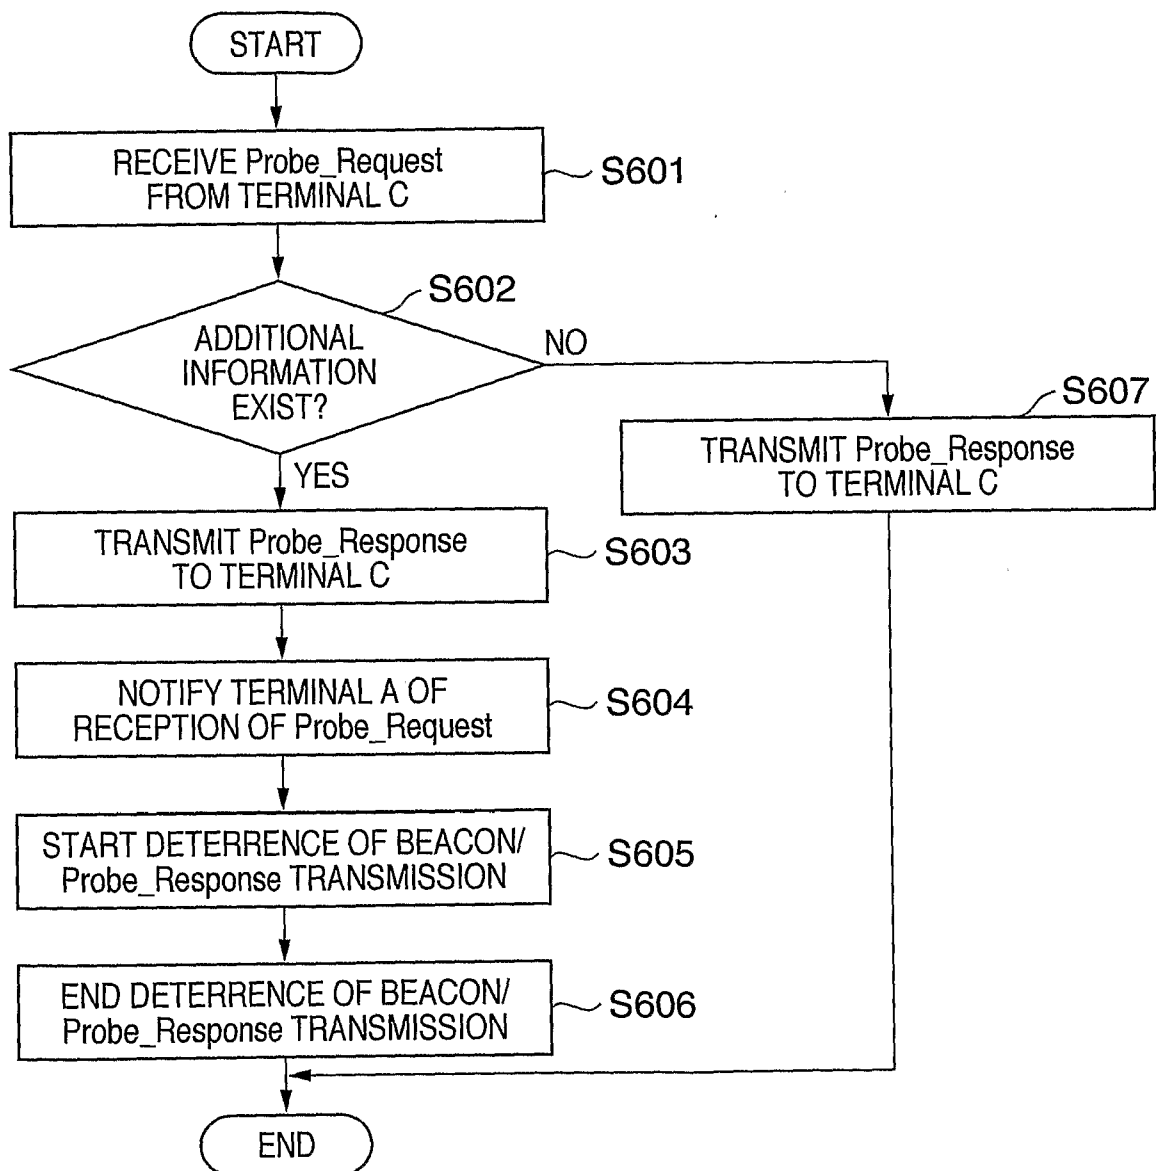 START
RECEIVE Probe_Request
FROM TERMINAL C
S601
S602
ADDITIONAL
INFORMATION
EXIST?
NO
YES
S607
TRANSMIT Probe_Response
TO TERMINAL C
TRANSMIT Probe_Response
TO TERMINAL C
S603
NOTIFY TERMINAL A OF
RECEPTION OF Probe_Request
S604
START DETERRENCE OF BEACON/
Probe_Response TRANSMISSION
S605
END DETERRENCE OF BEACON/
Probe_Response TRANSMISSION
S606
END